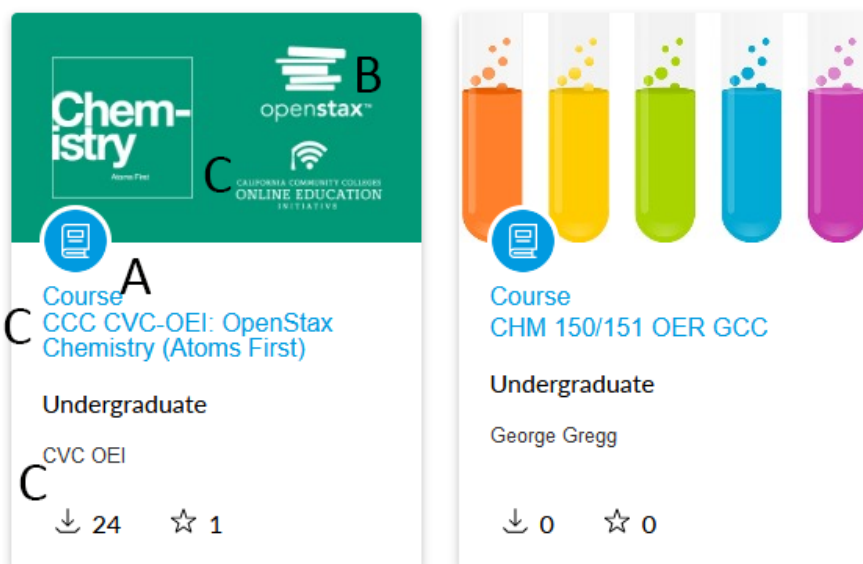 Chem-
istry
Atoms First
openstax™
B
C
CALIFORNIA COMMUNITY COLLEGES
ONLINE EDUCATION
INITIATIVE
A
Course
C
CCC CVC-OEI: OpenStax
Chemistry (Atoms First)
Undergraduate
CVC OEI
C
24
1
Course
CHM 150/151 OER GCC
Undergraduate
George Gregg
0
0